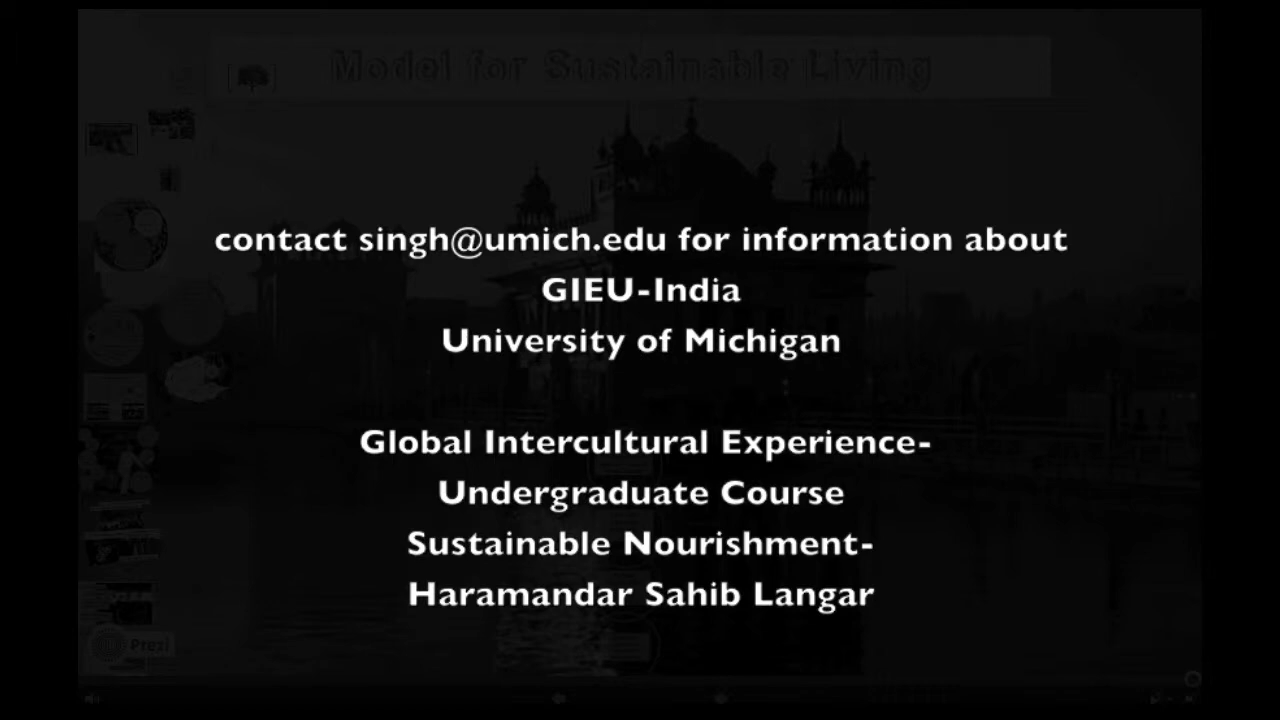 Model for Sustainable Living
contact singh@umich.edu for information about
GIEU-India
University of Michigan
Global Intercultural Experience-
Undergraduate Course
Sustainable Nourishment-
Haramandar Sahib Langar
Prezi